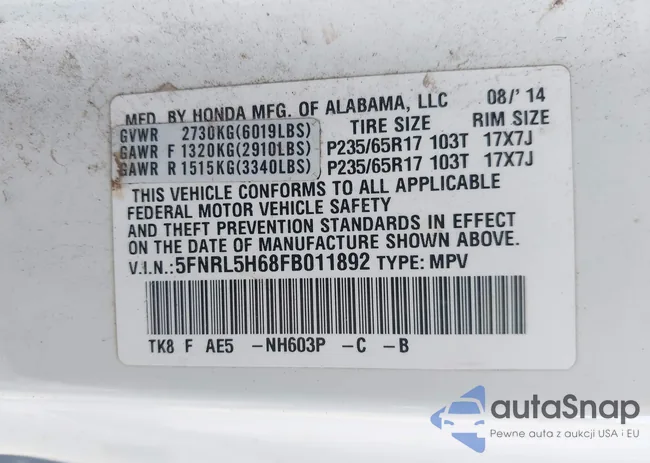 MFD. BY HONDA MFG. OF ALABAMA, LLC 08/'14
GVWR 2730KG(6019LBS) TIRE SIZE RIM SIZE
GAWR F 1320KG(2910LBS) P235/65R17 103T 17X7J
GAWR R 1515KG(3340LBS) P235/65R17 103T 17X7J
THIS VEHICLE CONFORMS TO ALL APPLICABLE
FEDERAL MOTOR VEHICLE SAFETY
AND THEFT PREVENTION STANDARDS IN EFFECT
ON THE DATE OF MANUFACTURE SHOWN ABOVE.
V.I.N.:5FNRL5H68FB011892 TYPE: MPV
TK8 F AE5 -NH603P -C -B
autaSnap
Pewne auta z aukcji USA i EU